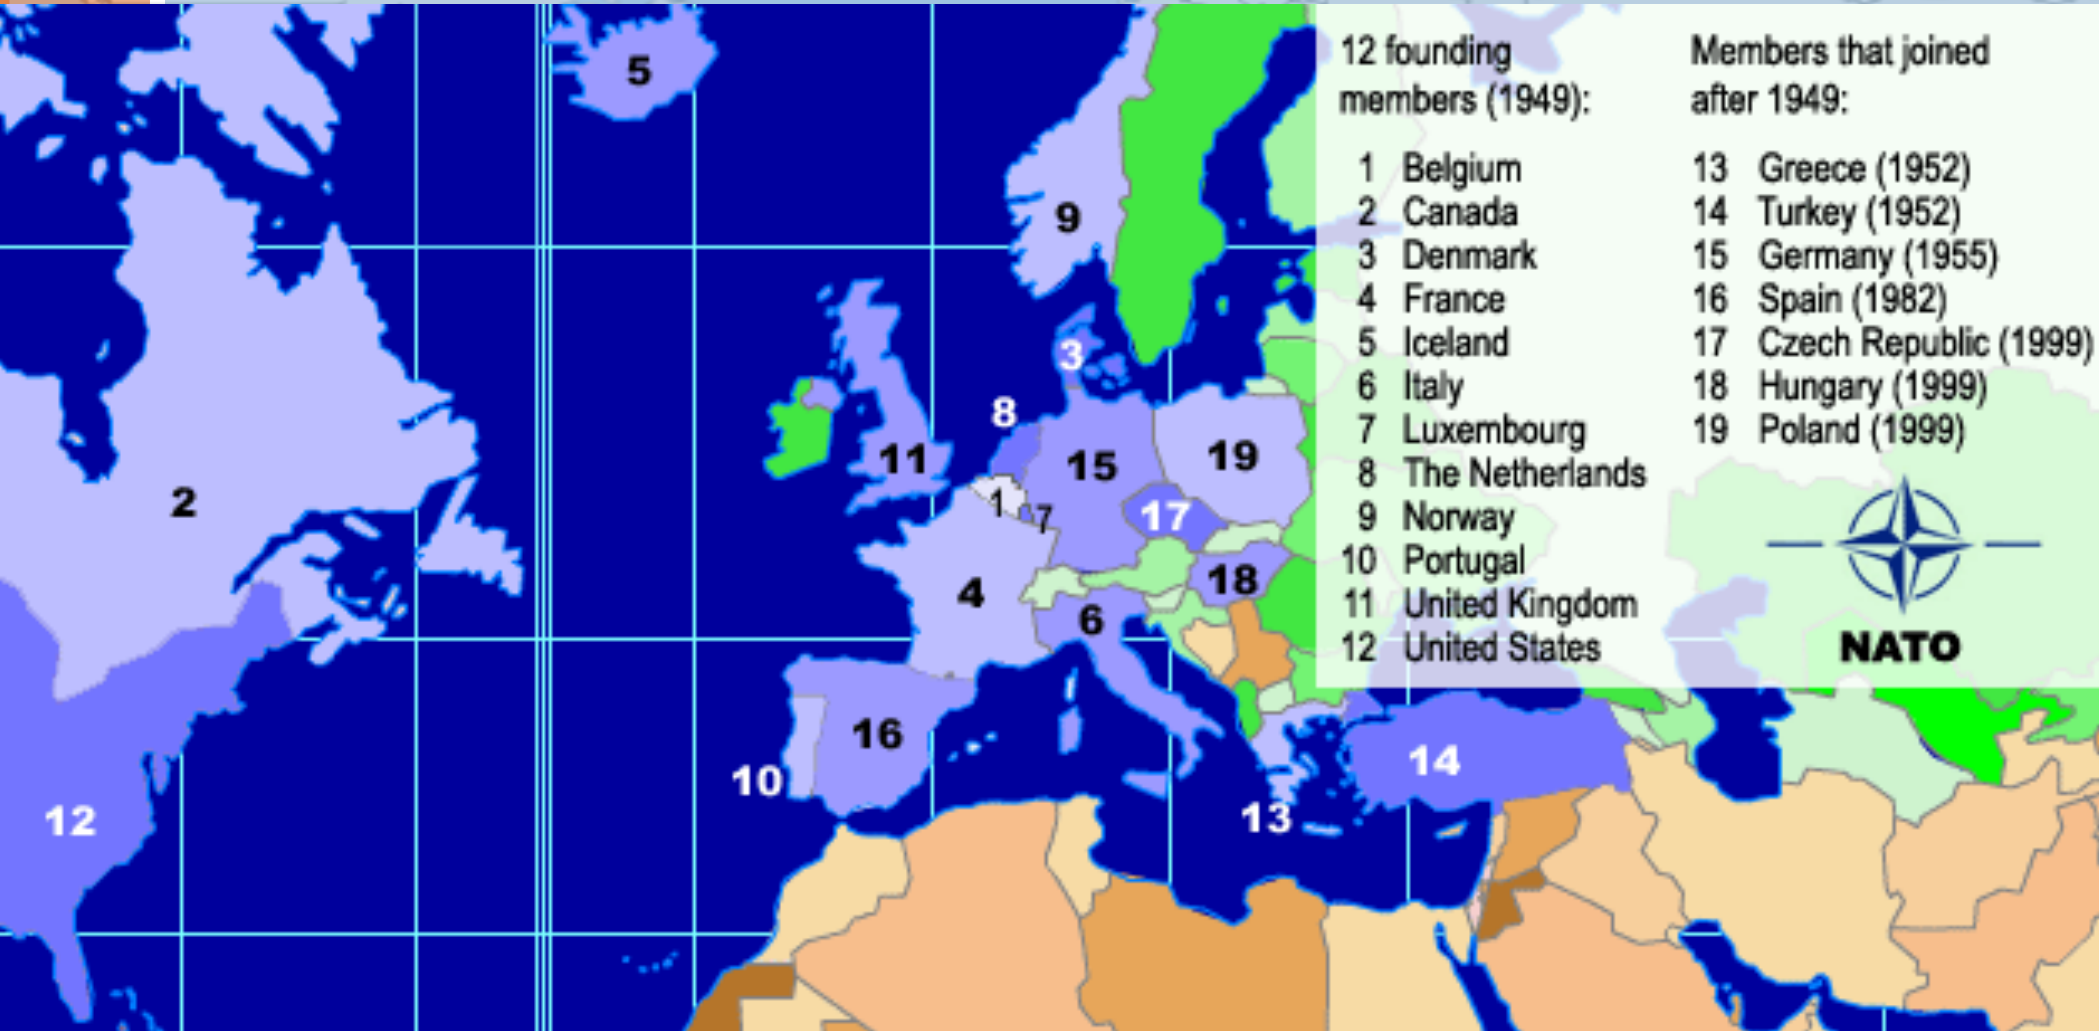 12 founding
members (1949):
1 Belgium
2 Canada
3 Denmark
4 France
5 Iceland
6 Italy
7 Luxembourg
8 The Netherlands
9 Norway
10 Portugal
11 United Kingdom
12 United States
Members that joined
after 1949:
13 Greece (1952)
14 Turkey (1952)
15 Germany (1955)
16 Spain (1982)
17 Czech Republic (1999)
18 Hungary (1999)
19 Poland (1999)
NATO
5
9
3
8
11
15
19
2
1
7
17
4
18
6
16
10
14
12
13